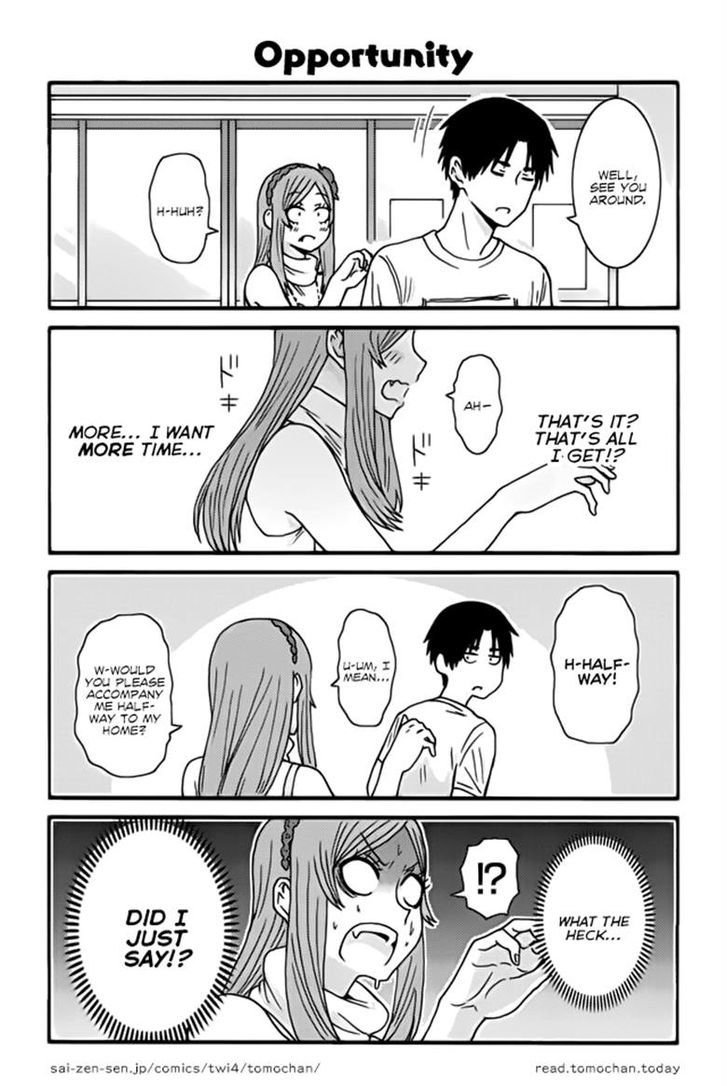 Opportunity
WELL,
SEE YOU
AROUND.
H-HUH?
THAT'S IT?
THAT'S ALL
I GET!?
AH—
ドキ
ドキ
MORE... I WANT
MORE TIME...
H-HALF-
WAY!
U-UM, I
MEAN...
W-WOULD
YOU PLEASE
ACCOMPANY
ME HALF-
WAY TO MY
HOME?
!?
WHAT THE
HECK...
DID I
JUST
SAY!?
sai-zen-sen.jp/comics/twi4/tomochan/
read.tomochan.today